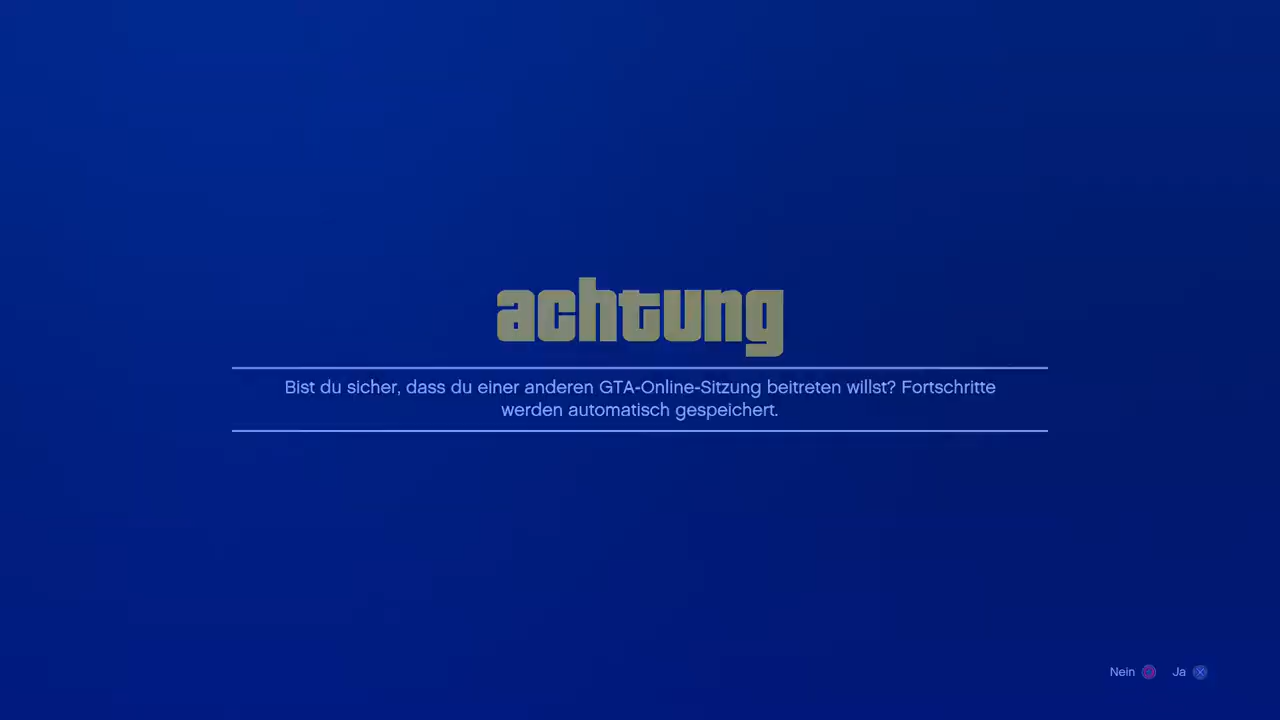 achtung
Bist du sicher, dass du einer anderen GTA-Online-Sitzung beitreten willst? Fortschritte
werden automatisch gespeichert.
Nein Ja